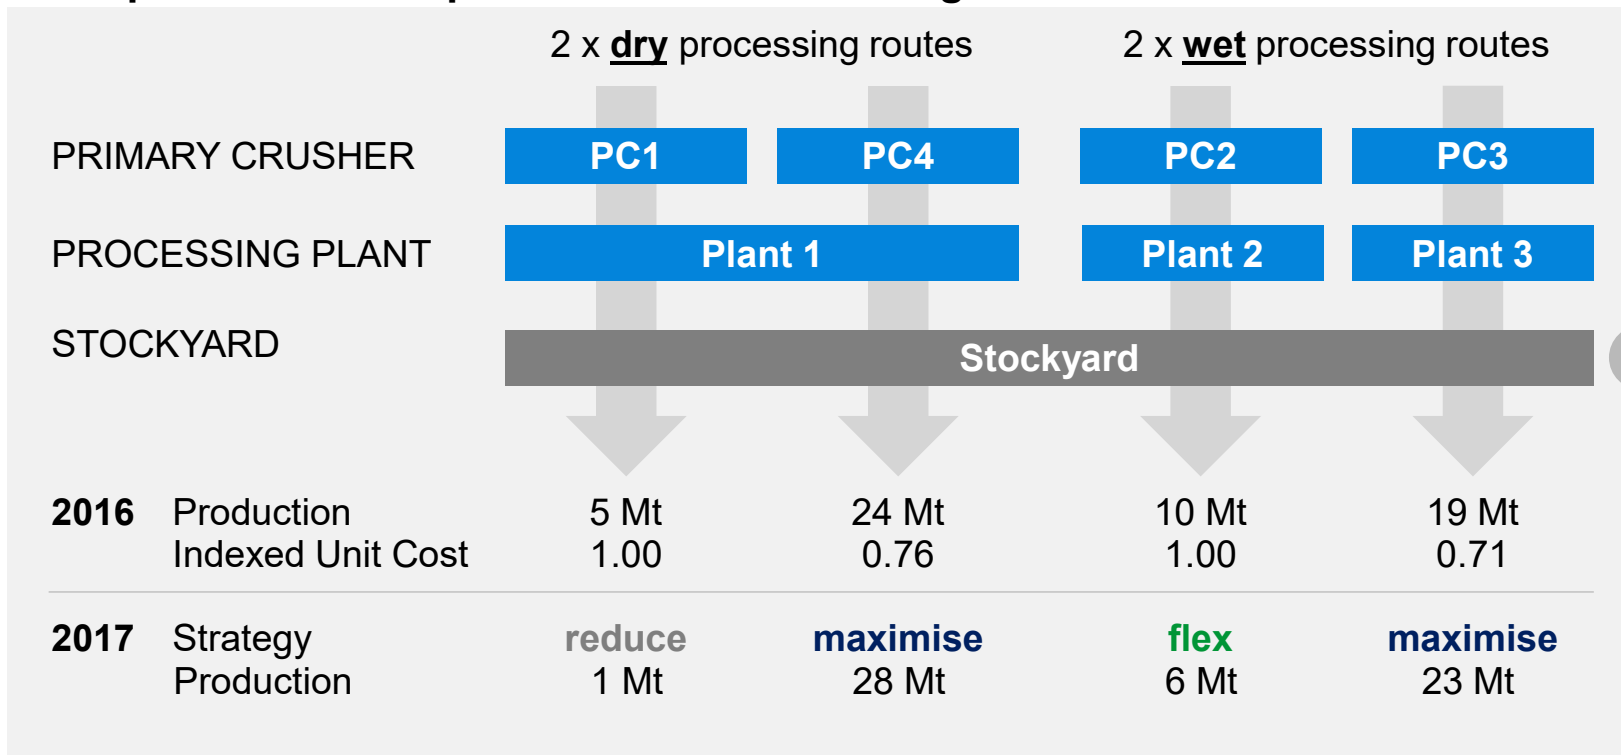 2 x dry processing routes 2 x wet processing routes
PRIMARY CRUSHER PC1 PC4 PC2 PC3
PROCESSING PLANT Plant 1 Plant 2 Plant 3
STOCKYARD Stockyard
2016 Production 5 Mt 24 Mt 10 Mt 19 Mt
Indexed Unit Cost 1.00 0.76 1.00 0.71
2017 Strategy reduce maximise flex maximise
Production 1 Mt 28 Mt 6 Mt 23 Mt